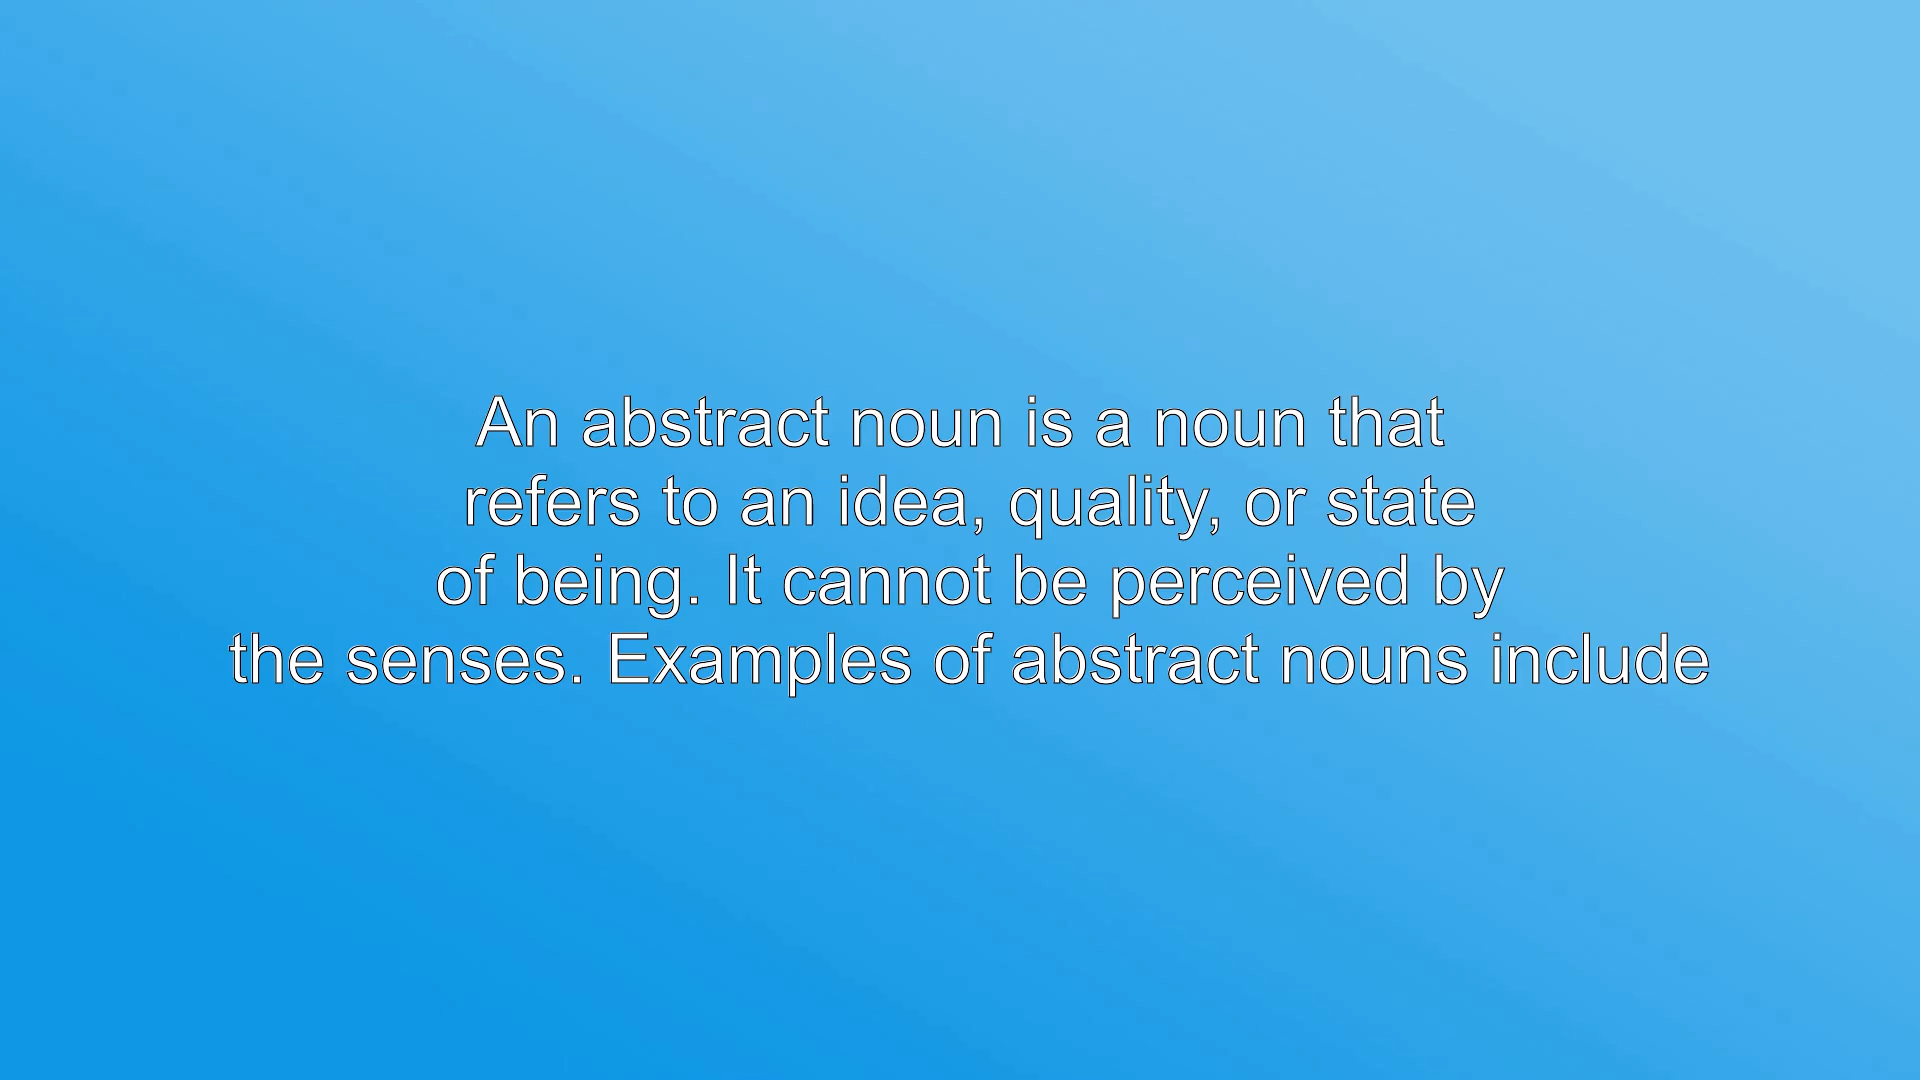 An abstract noun is a noun that
refers to an idea, quality, or state
of being. It cannot be perceived by
the senses. Examples of abstract nouns include